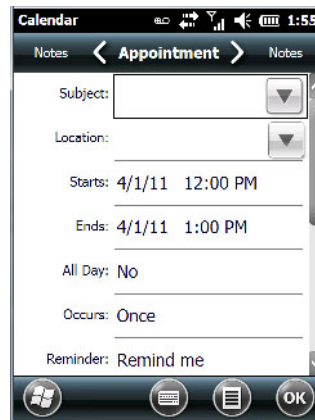 Calendar 1:55
Notes Appointment Notes
Subject:
Location:
Starts: 4/1/11 12:00 PM
Ends: 4/1/11 1:00 PM
All Day: No
Occurs: Once
Reminder: Remind me
OK